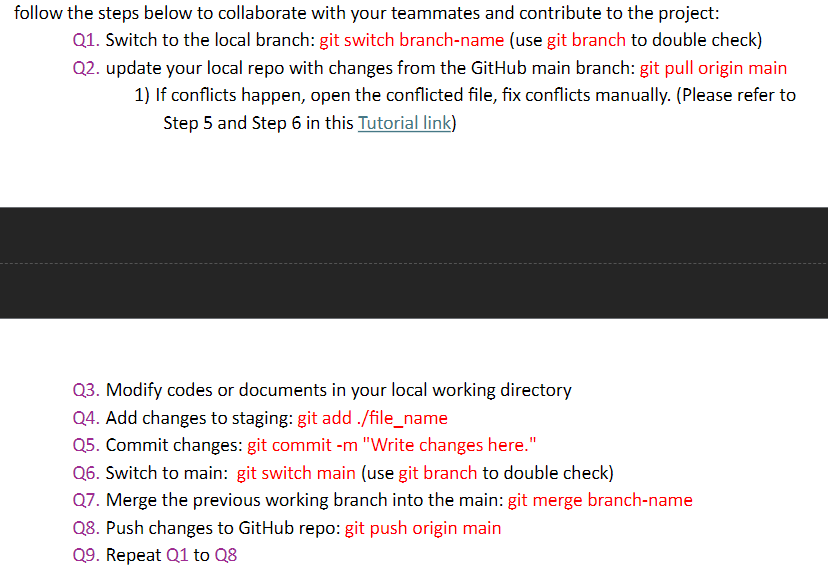 follow the steps below to collaborate with your teammates and contribute to the project:
Q1. Switch to the local branch: git switch branch-name (use git branch to double check)
Q2. update your local repo with changes from the GitHub main branch: git pull origin main
1) If conflicts happen, open the conflicted file, fix conflicts manually. (Please refer to
Step 5 and Step 6 in this Tutorial link)
Q3. Modify codes or documents in your local working directory
Q4. Add changes to staging: git add ./file_name
Q5. Commit changes: git commit -m "Write changes here."
Q6. Switch to main:  git switch main (use git branch to double check)
Q7. Merge the previous working branch into the main: git merge branch-name
Q8. Push changes to GitHub repo: git push origin main
Q9. Repeat Q1 to Q8